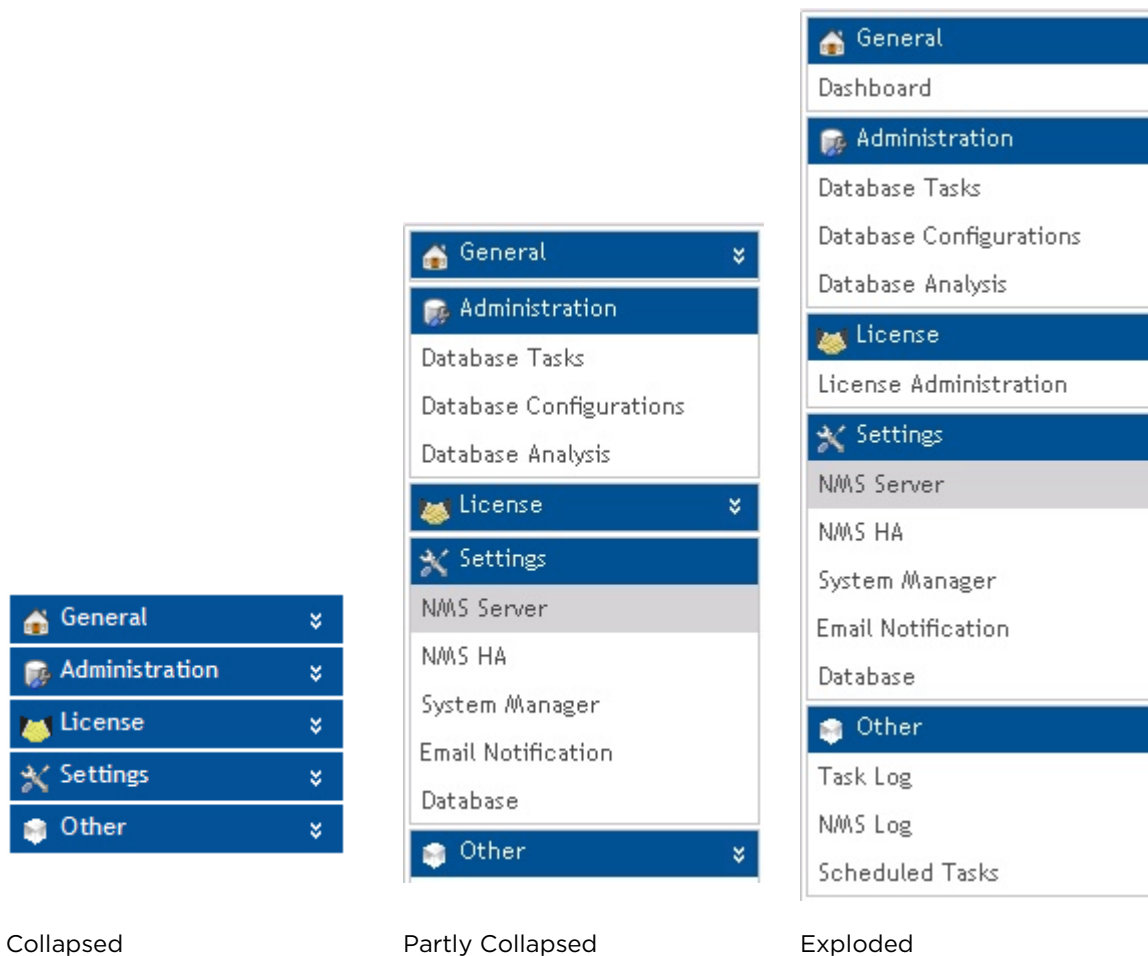 General
Administration
License
Settings
Other
Collapsed
General
Administration
Database Tasks
Database Configurations
Database Analysis
License
Settings
NMS Server
NMS HA
System Manager
Email Notification
Database
Other
Partly Collapsed
General
Dashboard
Administration
Database Tasks
Database Configurations
Database Analysis
License
License Administration
Settings
NMS Server
NMS HA
System Manager
Email Notification
Database
Other
Task Log
NMS Log
Scheduled Tasks
Exploded